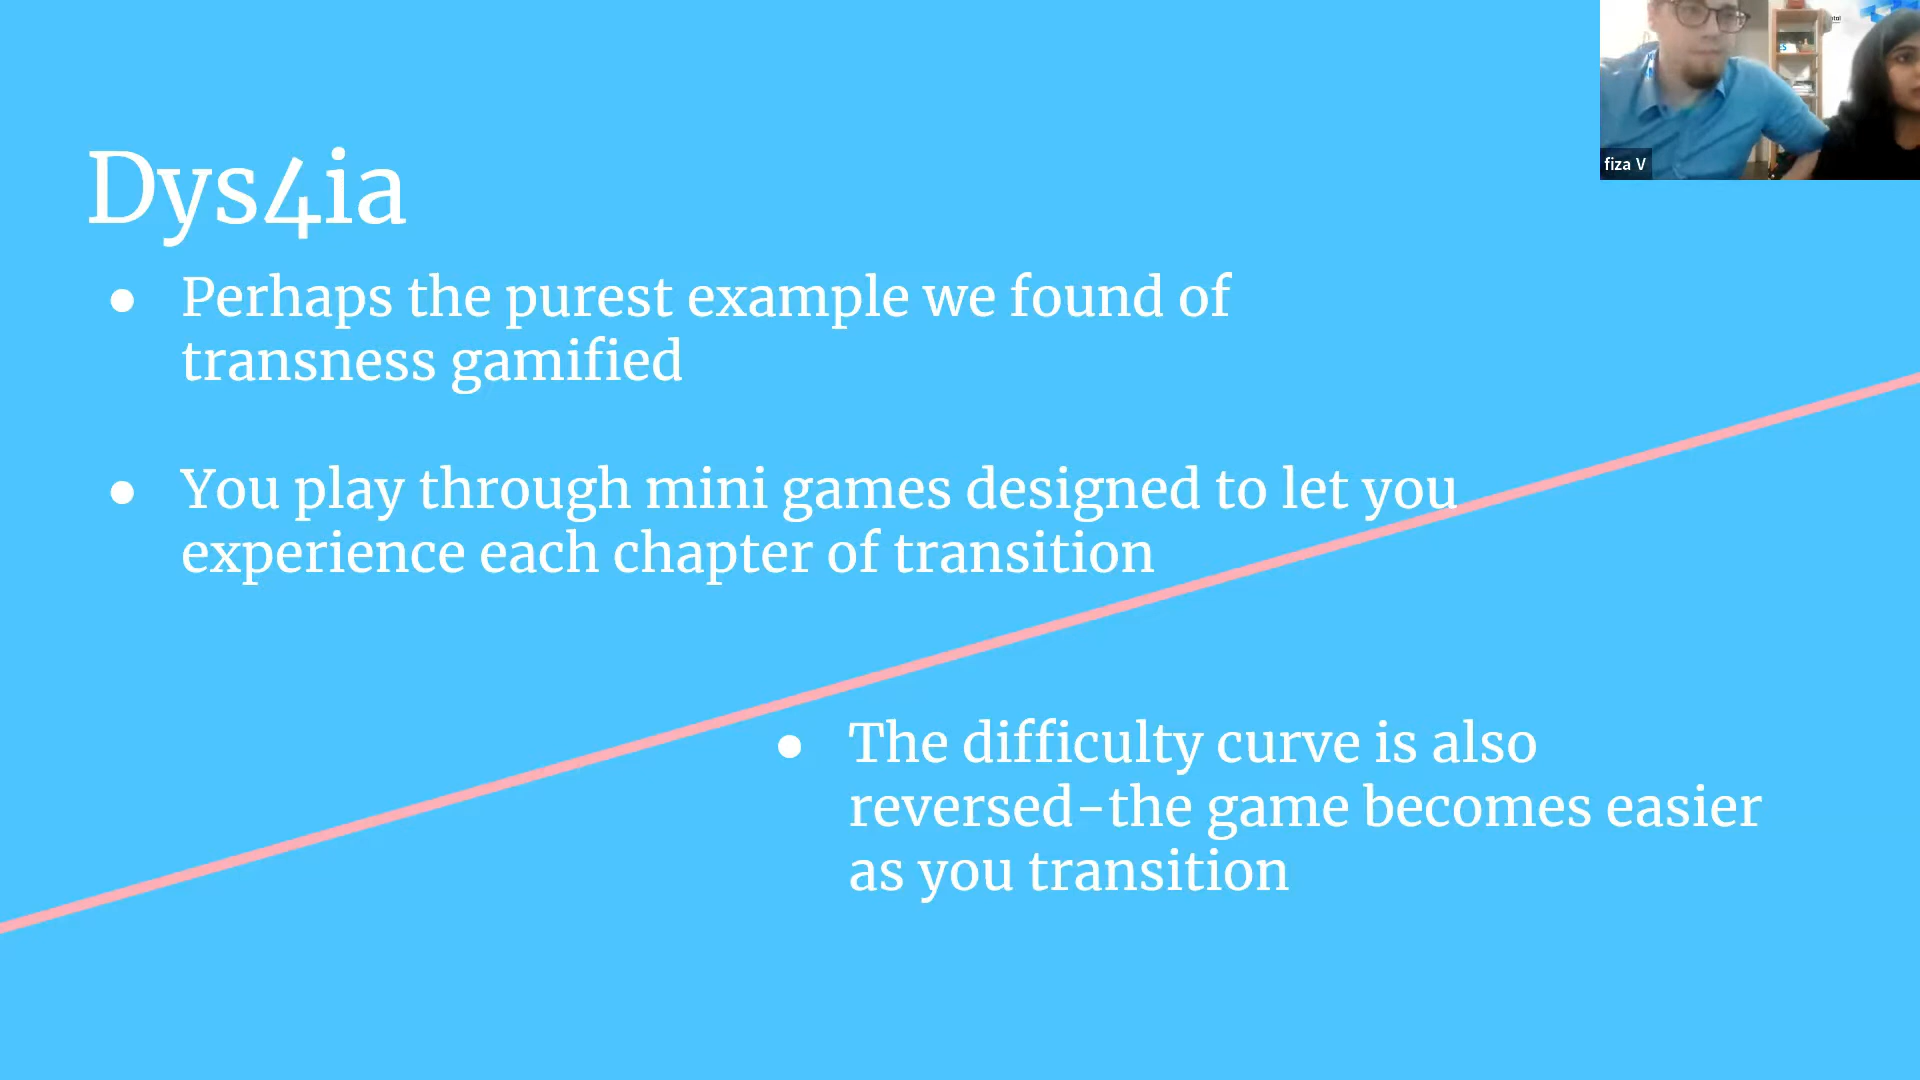 Dys4ia
● Perhaps the purest example we found of
transness gamified
● You play through mini games designed to let you
experience each chapter of transition
● The difficulty curve is also
reversed-the game becomes easier
as you transition
fiza V